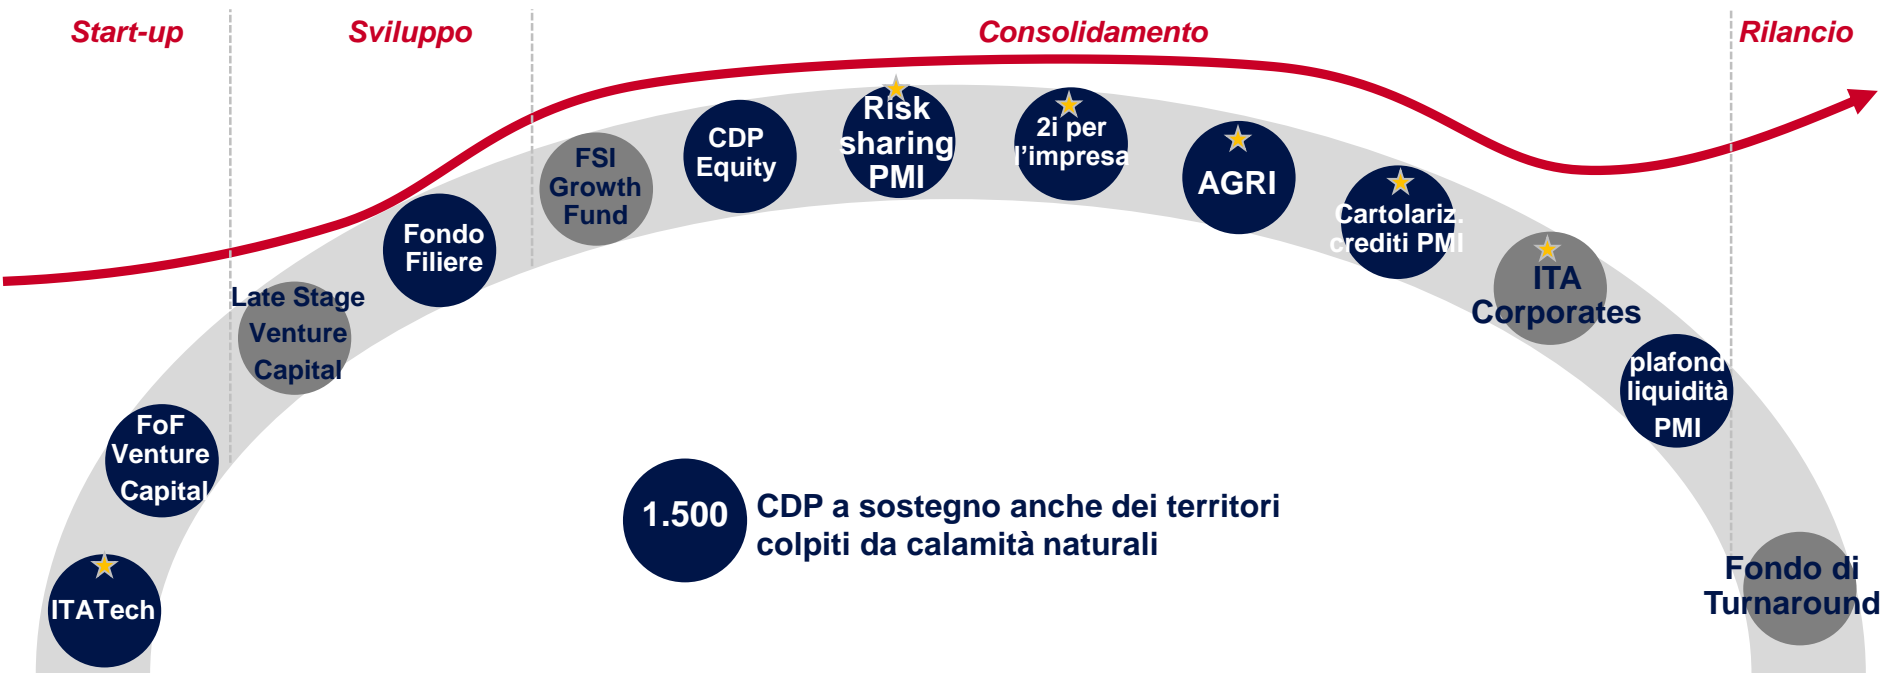 Start-up
Sviluppo
Consolidamento
Rilancio
ITATech
FoF
Venture
Capital
Late Stage
Venture
Capital
Fondo
Filiere
FSI
Growth
Fund
CDP
Equity
Risk
sharing
PMI
2i per
l'impresa
AGRI
Cartolariz.
crediti PMI
ITA
Corporates
plafond
liquidità
PMI
Fondo di
Turnaround
1.500
CDP a sostegno anche dei territori
colpiti da calamità naturali